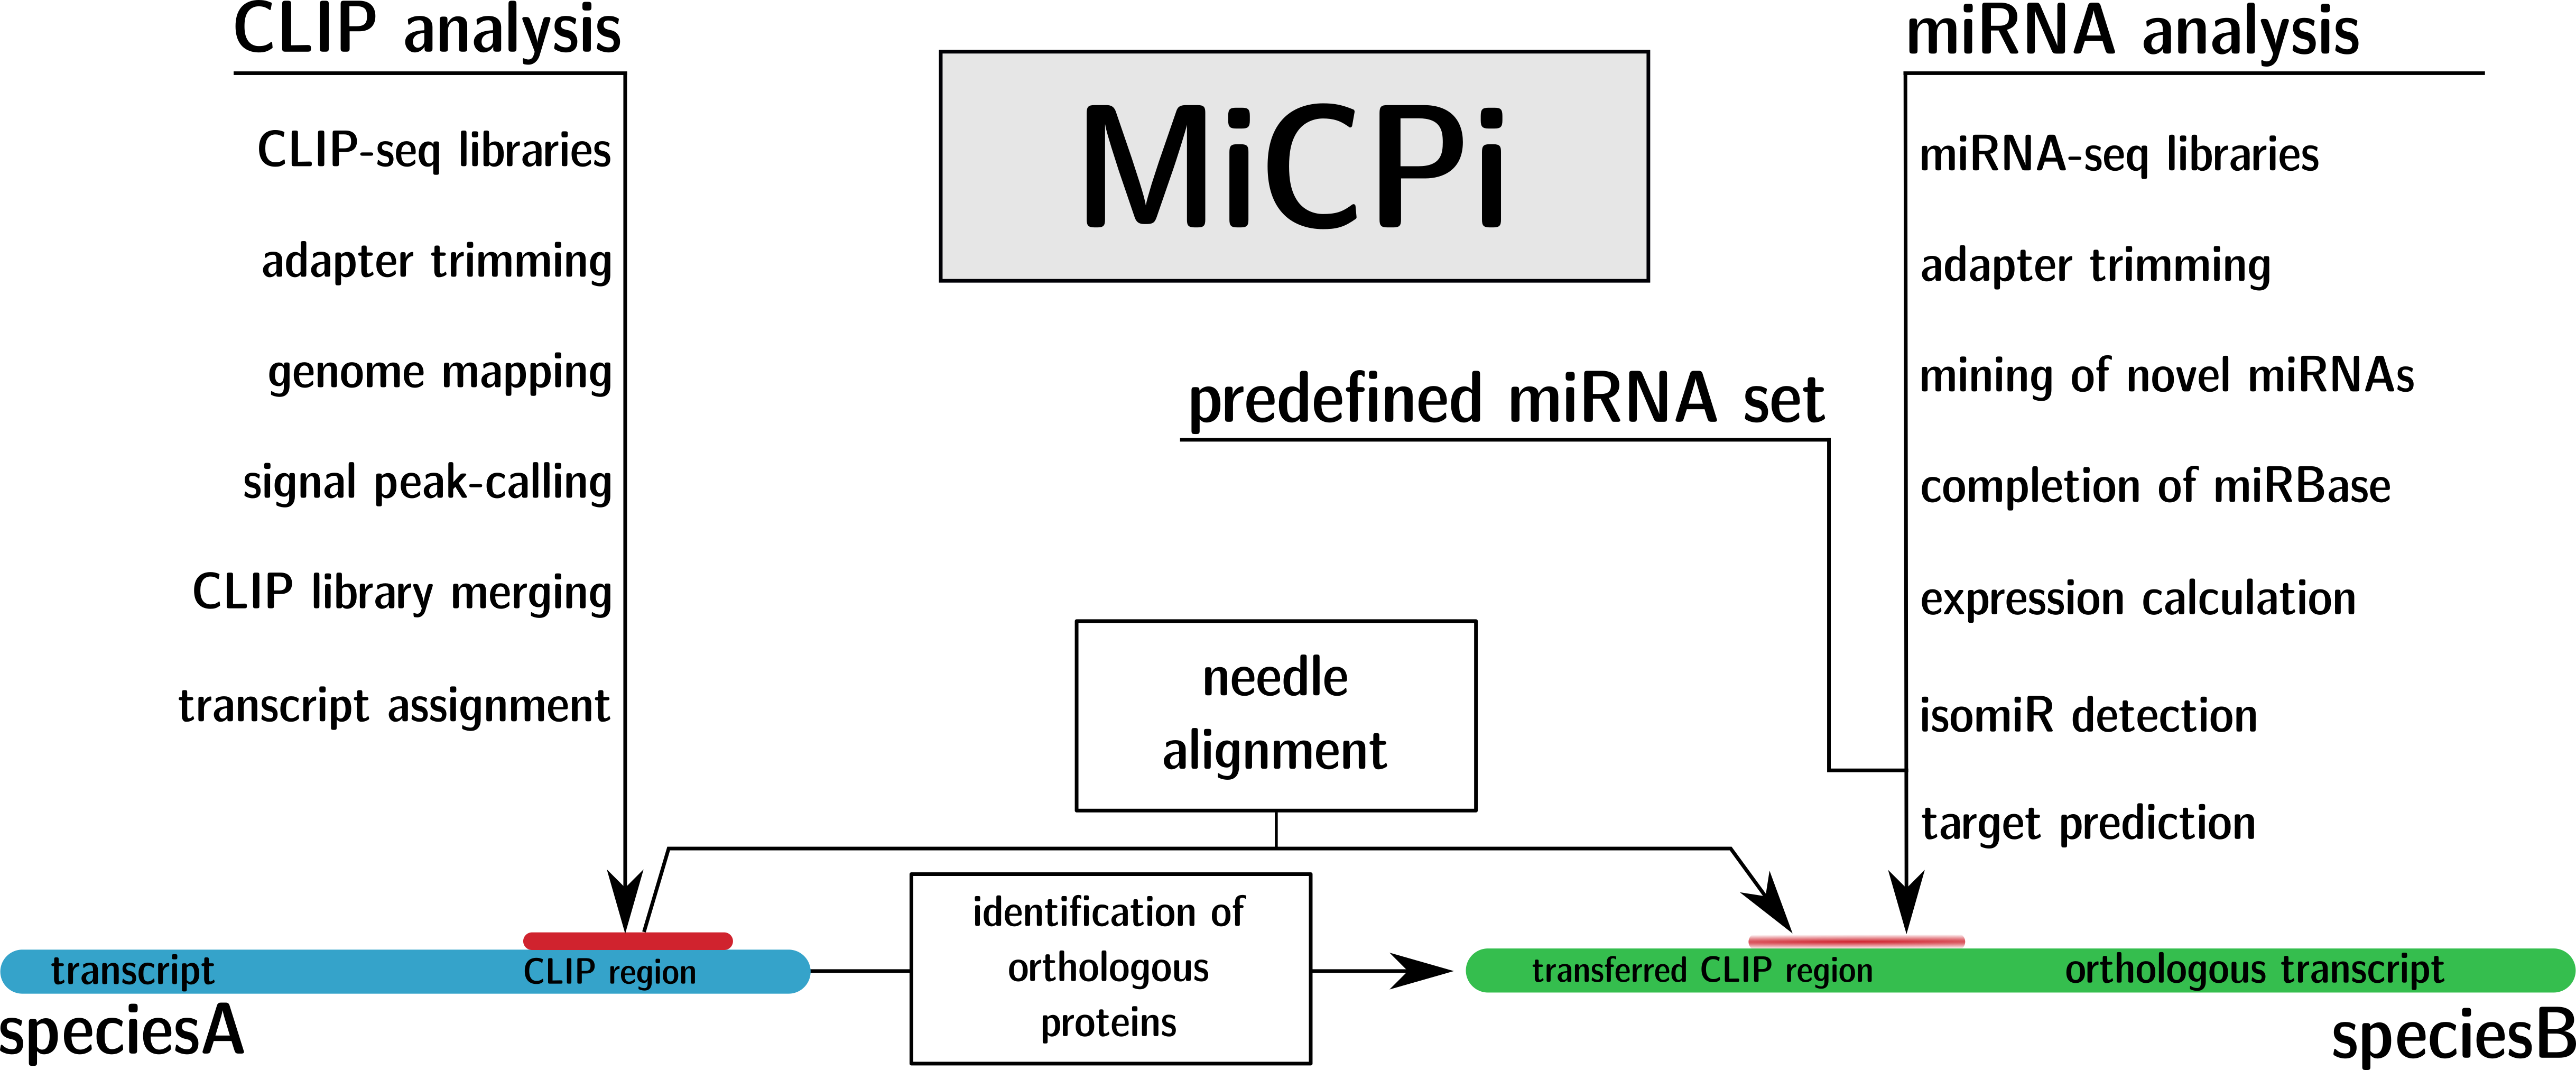 CLIP analysis
CLIP-seq libraries
adapter trimming
genome mapping
signal peak-calling
CLIP library merging
transcript assignment
MiCPi
predefined miRNA set
miRNA analysis
miRNA-seq libraries
adapter trimming
mining of novel miRNAs
completion of miRBase
expression calculation
isomiR detection
target prediction
needle
alignment
identification of
orthologous
proteins
transcript
CLIP region
speciesA
transferred CLIP region
orthologous transcript
speciesB